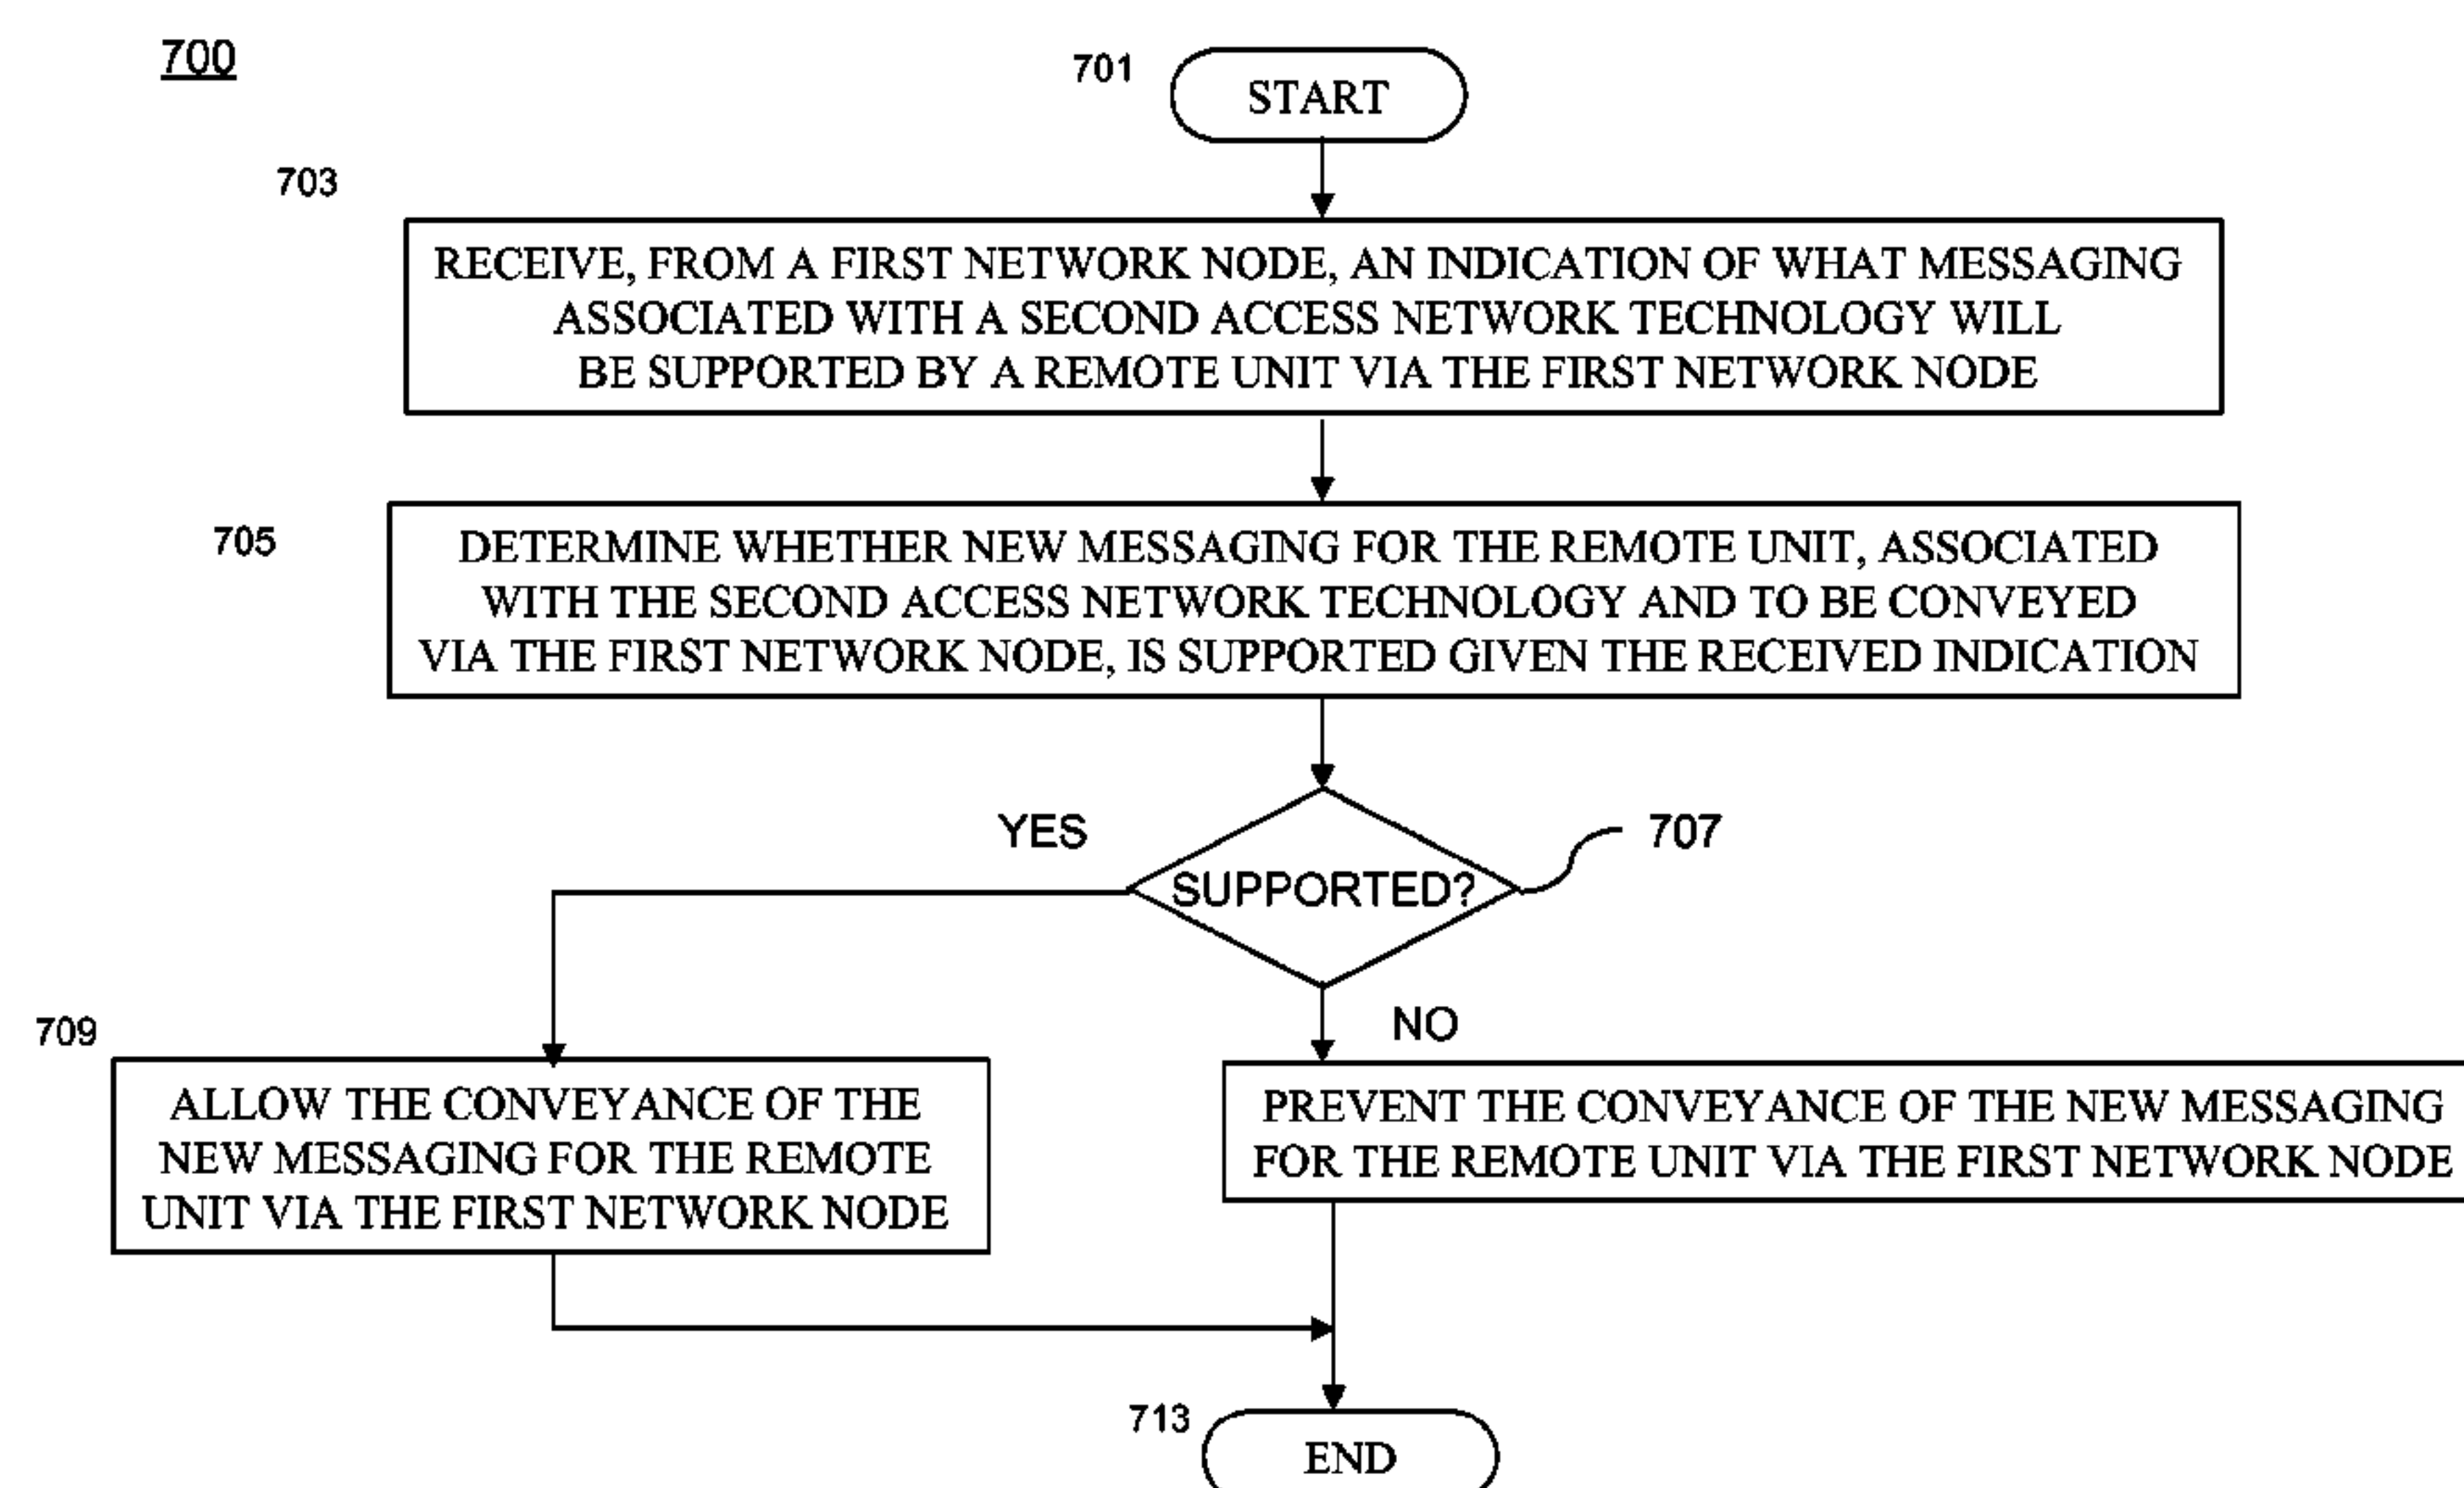 700
701
START
703
RECEIVE, FROM A FIRST NETWORK NODE, AN INDICATION OF WHAT MESSAGING
ASSOCIATED WITH A SECOND ACCESS NETWORK TECHNOLOGY WILL
BE SUPPORTED BY A REMOTE UNIT VIA THE FIRST NETWORK NODE
705
DETERMINE WHETHER NEW MESSAGING FOR THE REMOTE UNIT, ASSOCIATED
WITH THE SECOND ACCESS NETWORK TECHNOLOGY AND TO BE CONVEYED
VIA THE FIRST NETWORK NODE, IS SUPPORTED GIVEN THE RECEIVED INDICATION
YES
707
SUPPORTED?
NO
709
ALLOW THE CONVEYANCE OF THE
NEW MESSAGING FOR THE REMOTE
UNIT VIA THE FIRST NETWORK NODE
PREVENT THE CONVEYANCE OF THE NEW MESSAGING
FOR THE REMOTE UNIT VIA THE FIRST NETWORK NODE
713
END